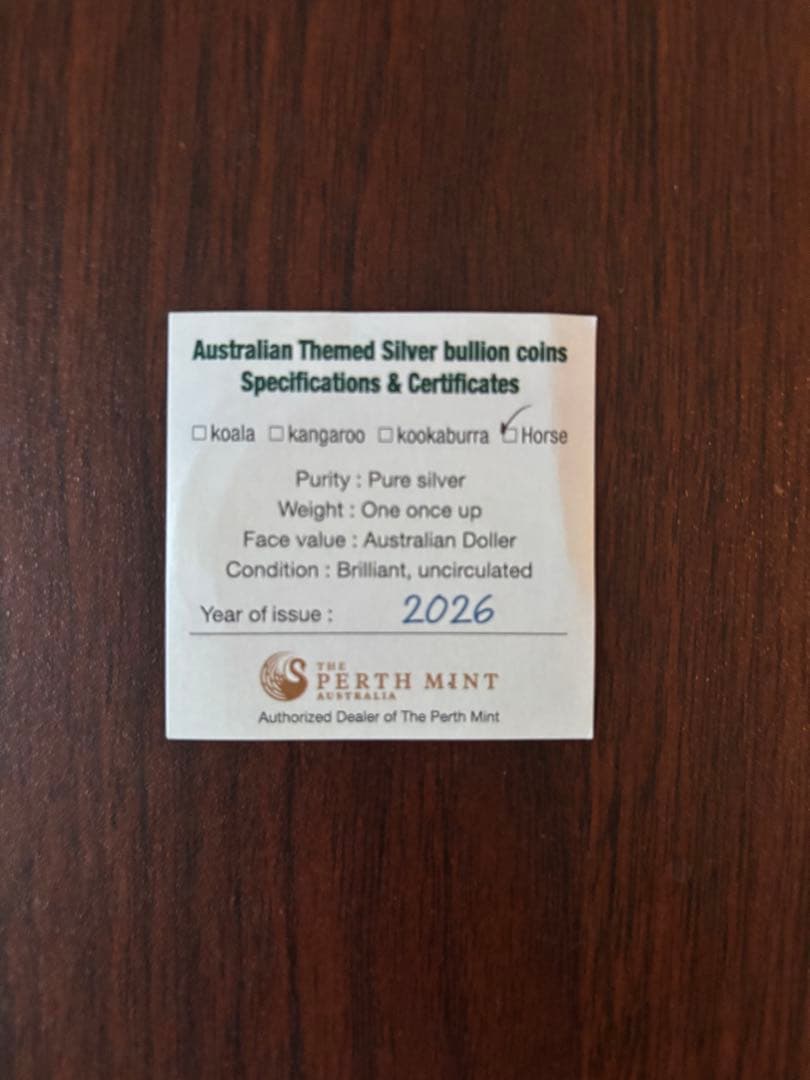 Australian Themed Silver bullion coins
Specifications & Certificates
☐ koala ☐ kangaroo ☐ kookaburra ☑ Horse
Purity : Pure silver
Weight : One once up
Face value : Australian Doller
Condition : Brilliant, uncirculated
Year of issue : 2026
THE
PERTH MINT
AUSTRALIA
Authorized Dealer of The Perth Mint